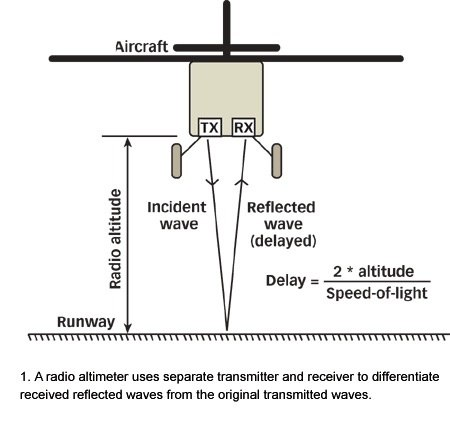 Aircraft
TX RX
Radio altitude
Incident
wave
Reflected
wave
(delayed)
Delay = 2 * altitude
Speed-of-light
Runway
1. A radio altimeter uses separate transmitter and receiver to differentiate
received reflected waves from the original transmitted waves.